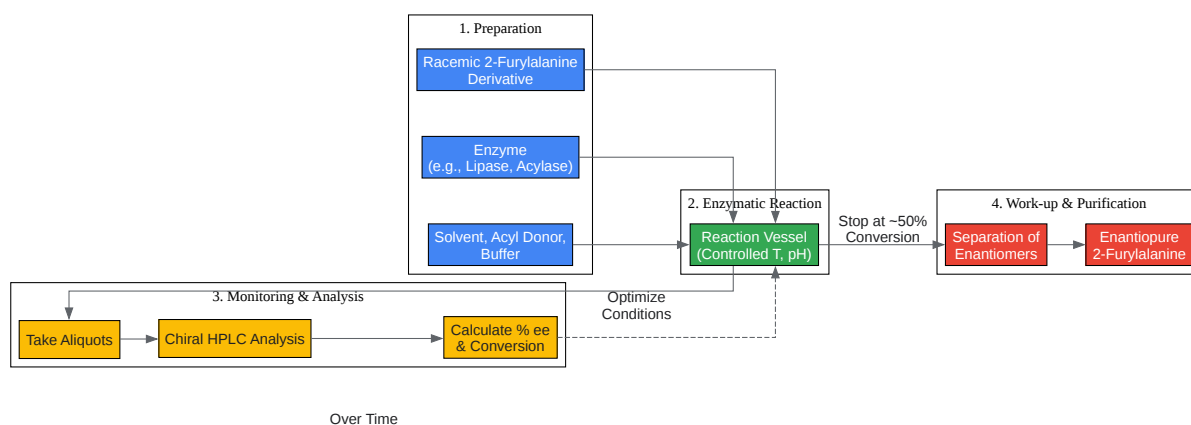 1. Preparation
Racemic 2-Furylalanine
Derivative
Enzyme
(e.g., Lipase, Acylase)
Solvent, Acyl Donor,
Buffer
2. Enzymatic Reaction
Reaction Vessel
(Controlled T, pH)
Stop at ~50%
Conversion
4. Work-up & Purification
Separation of
Enantiomers
Enantiopure
2-Furylalanine
3. Monitoring & Analysis
Take Aliquots
Chiral HPLC Analysis
Calculate % ee
& Conversion
Optimize
Conditions
Over Time